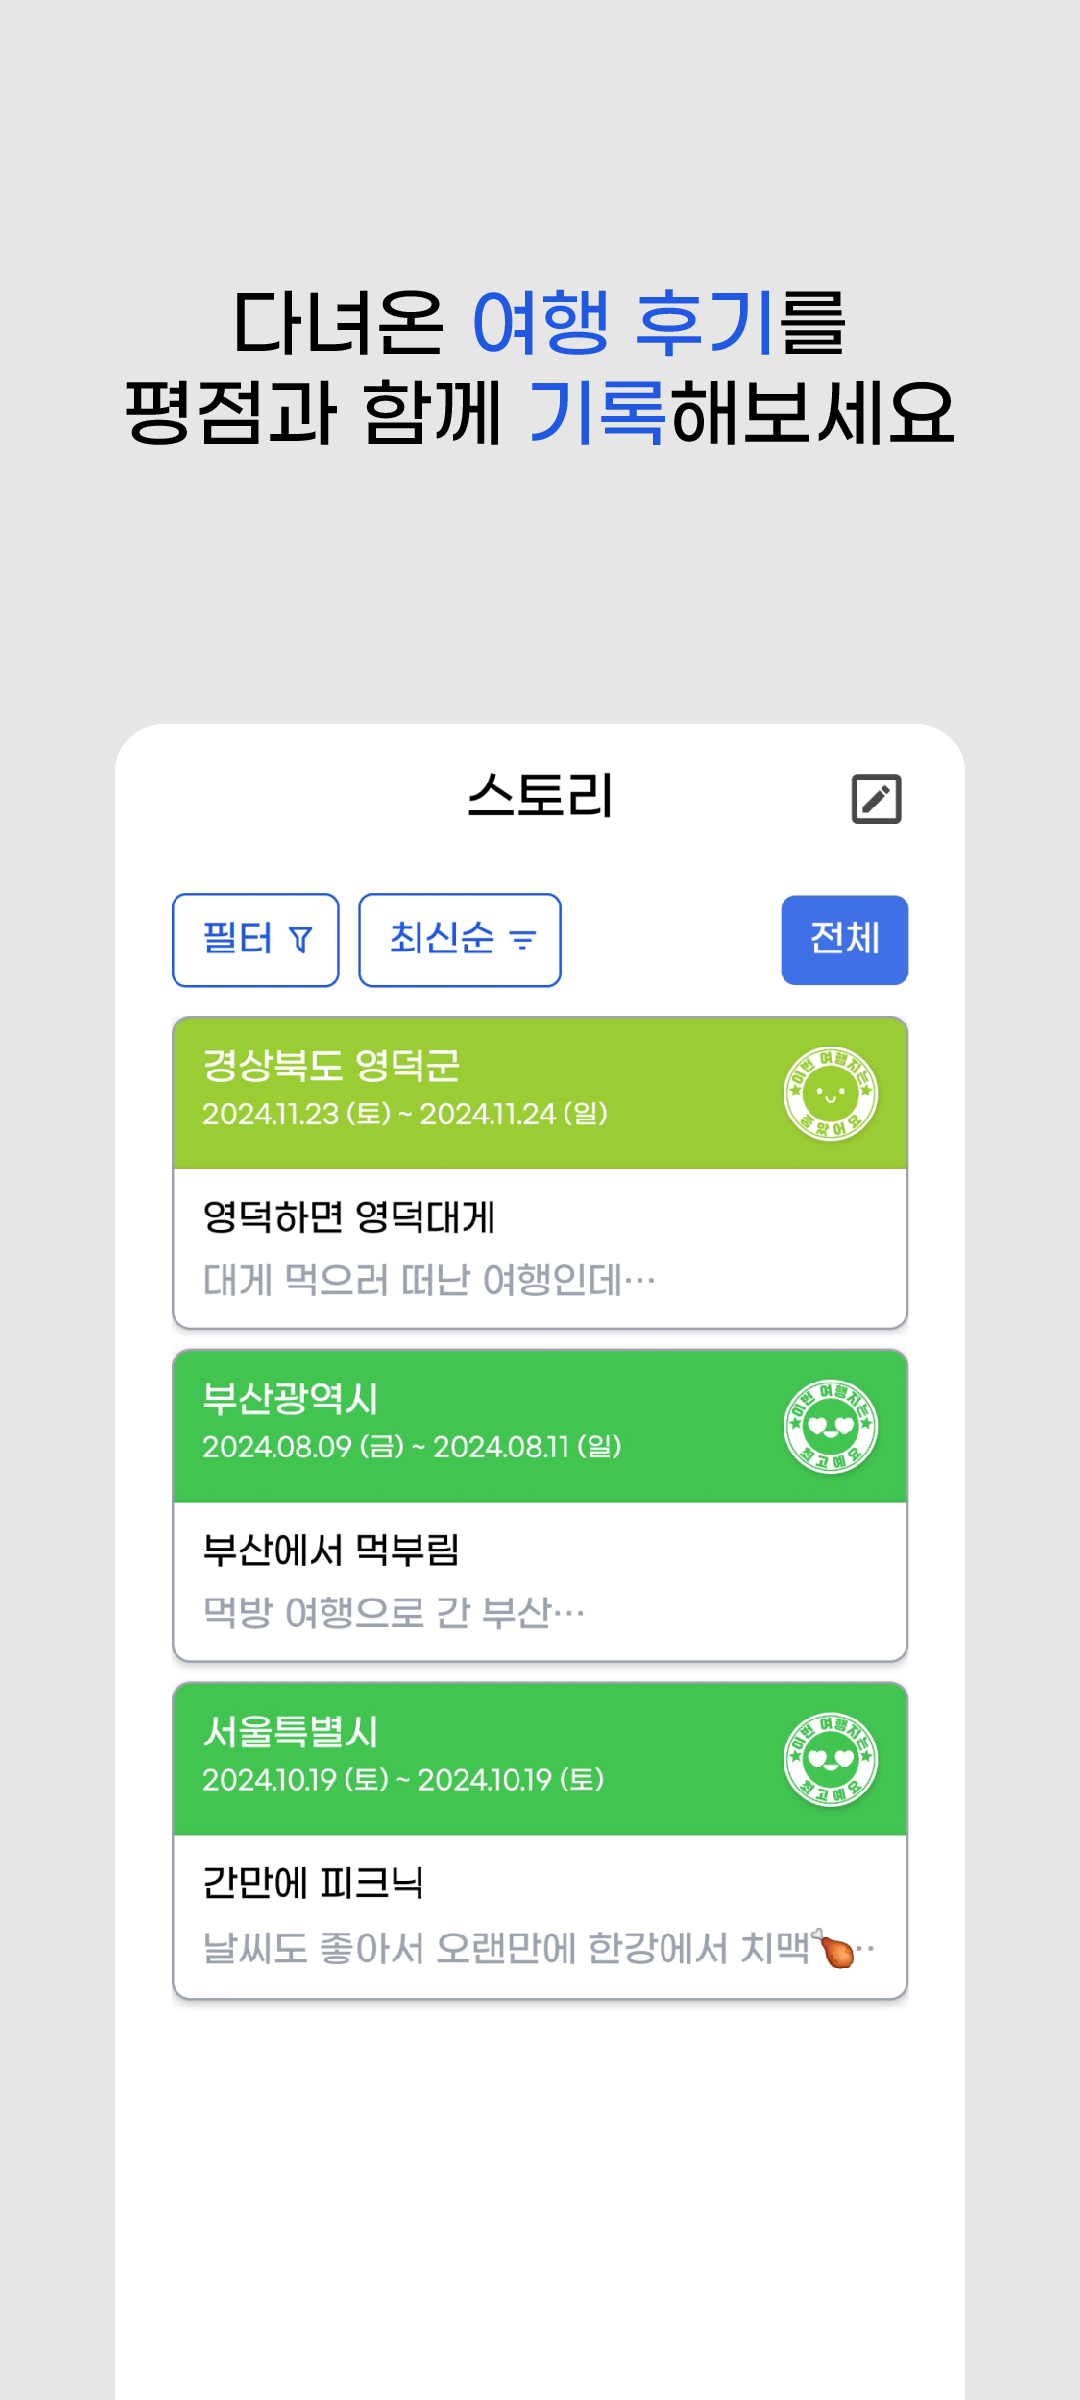 다녀온 여행 후기를
평점과 함께 기록해보세요
스토리
필터
최신순
전체
경상북도 영덕군
2024.11.23 (토) ~ 2024.11.24 (일)
이번 여행지는
좋았어요
영덕하면 영덕대게
대게 먹으러 떠난 여행인데…
부산광역시
2024.08.09 (금) ~ 2024.08.11 (일)
이번 여행지는
최고예요
부산에서 먹부림
먹방 여행으로 간 부산…
서울특별시
2024.10.19 (토) ~ 2024.10.19 (토)
이번 여행지는
최고예요
간만에 피크닉
날씨도 좋아서 오랜만에 한강에서 치맥🍗…